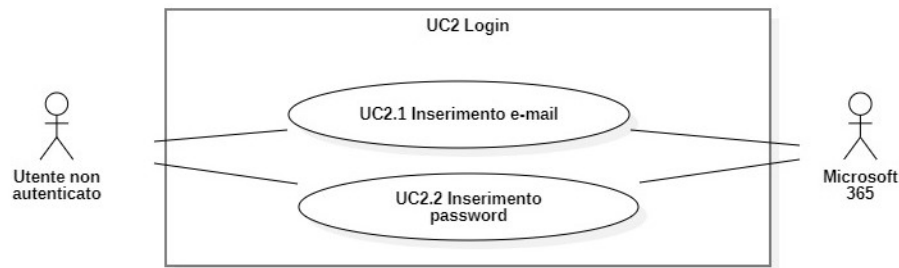 UC2 Login
UC2.1 Inserimento e-mail
Utente non
autenticato
UC2.2 Inserimento
password
Microsoft
365